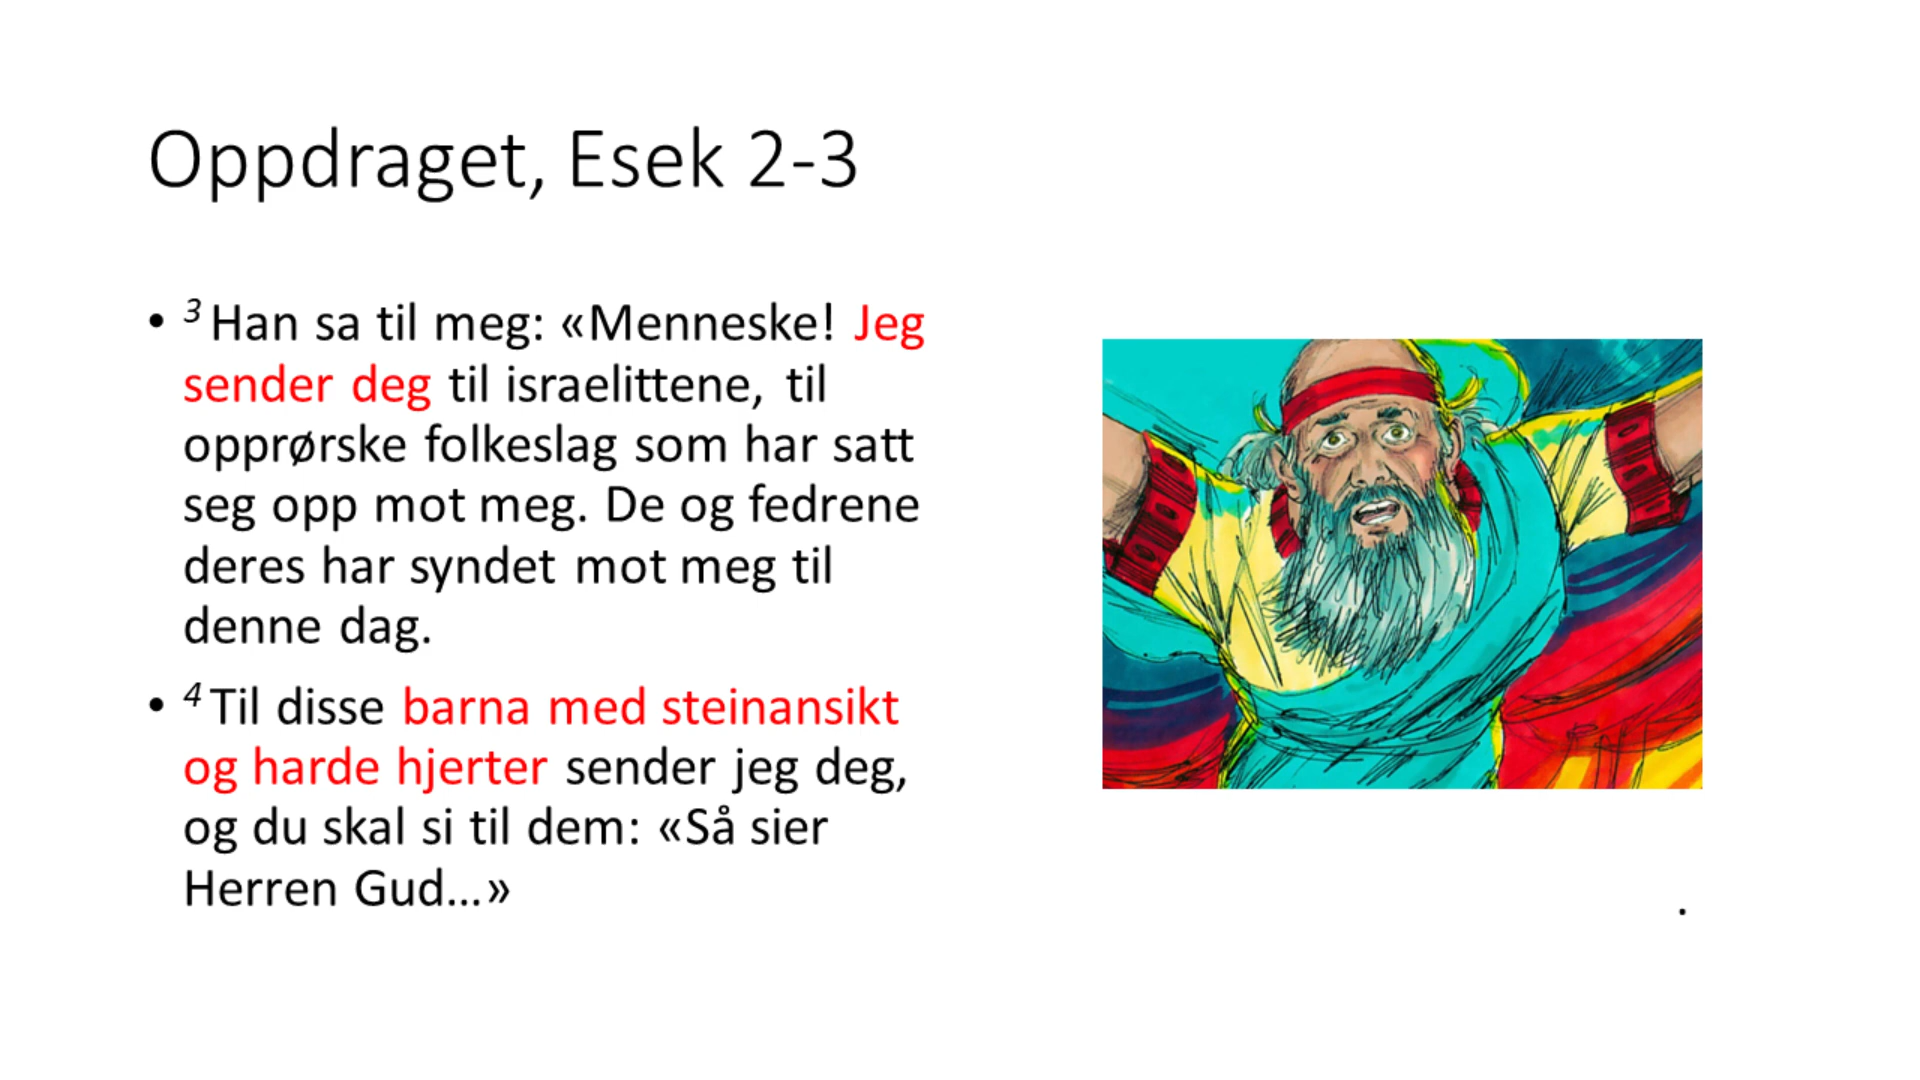 Oppdraget, Esek 2-3
• 3 Han sa til meg: «Menneske! Jeg
sender deg til israelittene, til
opprørske folkeslag som har satt
seg opp mot meg. De og fedrene
deres har syndet mot meg til
denne dag.
• 4 Til disse barna med steinansikt
og harde hjerter sender jeg deg,
og du skal si til dem: «Så sier
Herren Gud...»
.